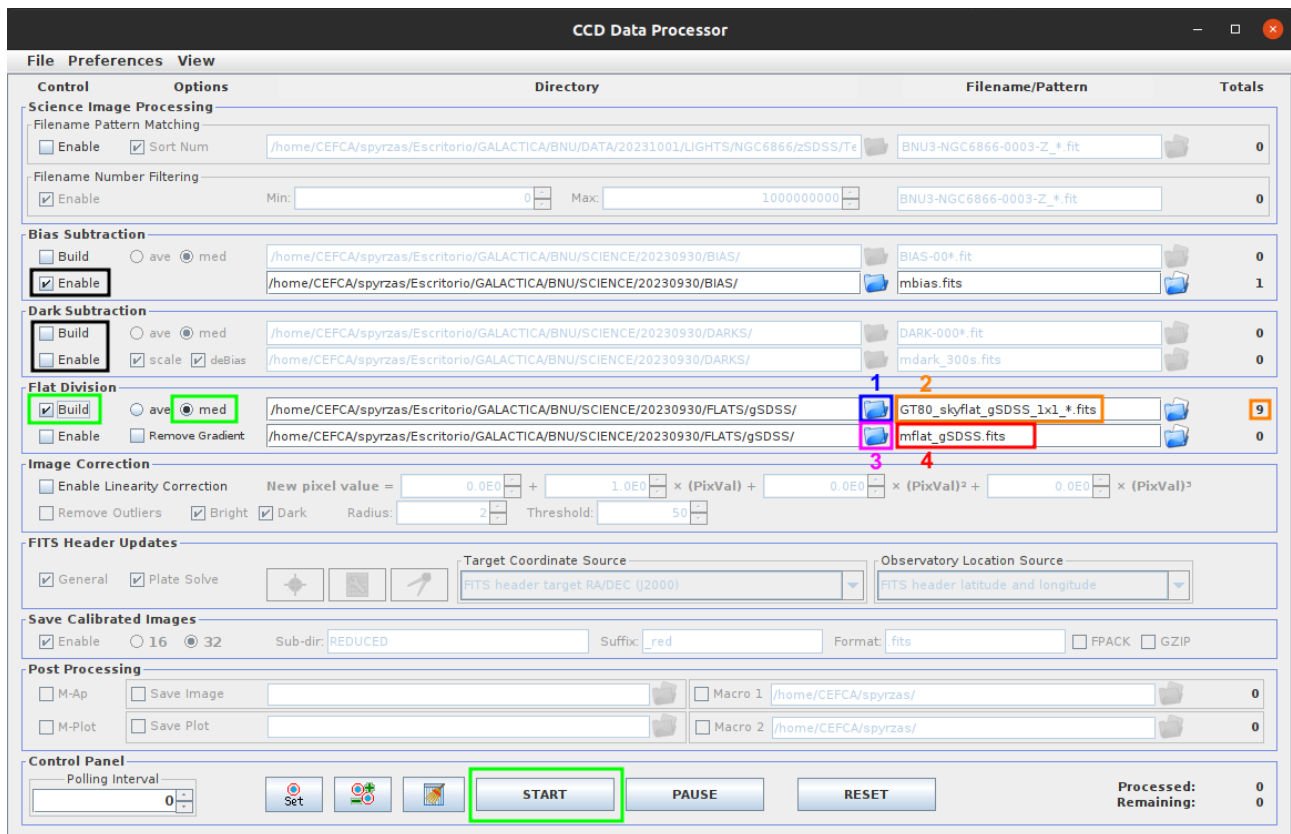 CCD Data Processor
File Preferences View
Control Options Directory Filename/Pattern Totals
Science Image Processing
Filename Pattern Matching
Enable Sort Num /home/CEFCA/spyrzas/Escritorio/GALACTICA/BNU/DATA/20231001/LIGHTS/NGC6866/zSDSS/Te BNU3-NGC6866-0003-Z_*.fit 0
Filename Number Filtering
Enable Min: 0 Max: 1000000000 BNU3-NGC6866-0003-Z_*.fit 0
Bias Subtraction
Build ave med /home/CEFCA/spyrzas/Escritorio/GALACTICA/BNU/SCIENCE/20230930/BIAS/ BIAS-00*.fit 0
Enable /home/CEFCA/spyrzas/Escritorio/GALACTICA/BNU/SCIENCE/20230930/BIAS/ mbias.fits 1
Dark Subtraction
Build ave med /home/CEFCA/spyrzas/Escritorio/GALACTICA/BNU/SCIENCE/20230930/DARKS/ DARK-000*.fit 0
Enable scale deBias /home/CEFCA/spyrzas/Escritorio/GALACTICA/BNU/SCIENCE/20230930/DARKS/ mdark_300s.fits 0
Flat Division 1 2
Build ave med /home/CEFCA/spyrzas/Escritorio/GALACTICA/BNU/SCIENCE/20230930/FLATS/gSDSS/ GT80_skyflat_gSDSS_1x1_*.fits 9
Enable Remove Gradient /home/CEFCA/spyrzas/Escritorio/GALACTICA/BNU/SCIENCE/20230930/FLATS/gSDSS/ mflat_gSDSS.fits 0
3 4
Image Correction
Enable Linearity Correction New pixel value = 0.0E0 + 1.0E0 × (PixVal) + 0.0E0 × (PixVal)² + 0.0E0 × (PixVal)³
Remove Outliers Bright Dark Radius: 2 Threshold: 50
FITS Header Updates
Target Coordinate Source Observatory Location Source
General Plate Solve FITS header target RA/DEC (J2000) FITS header latitude and longitude
Save Calibrated Images
Enable 16 32 Sub-dir: REDUCED Suffix: _red Format: .fits FPACK GZIP
Post Processing
M-Ap Save Image Macro 1 /home/CEFCA/spyrzas/ 0
M-Plot Save Plot Macro 2 /home/CEFCA/spyrzas/ 0
Control Panel
Polling Interval
0 Set START PAUSE RESET
Processed: 0
Remaining: 0